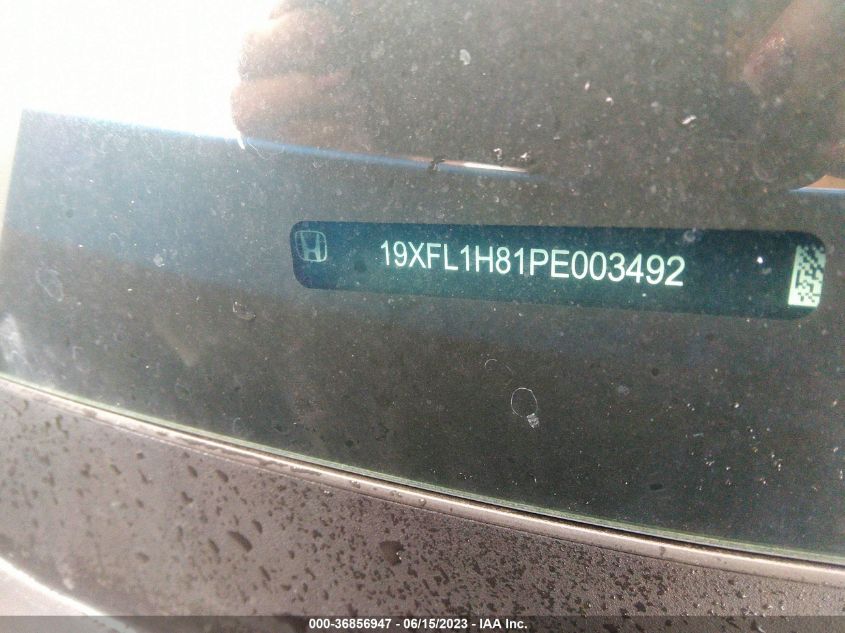 19XFL1H81PE003492
000-36856947 - 06/15/2023 - IAA Inc.